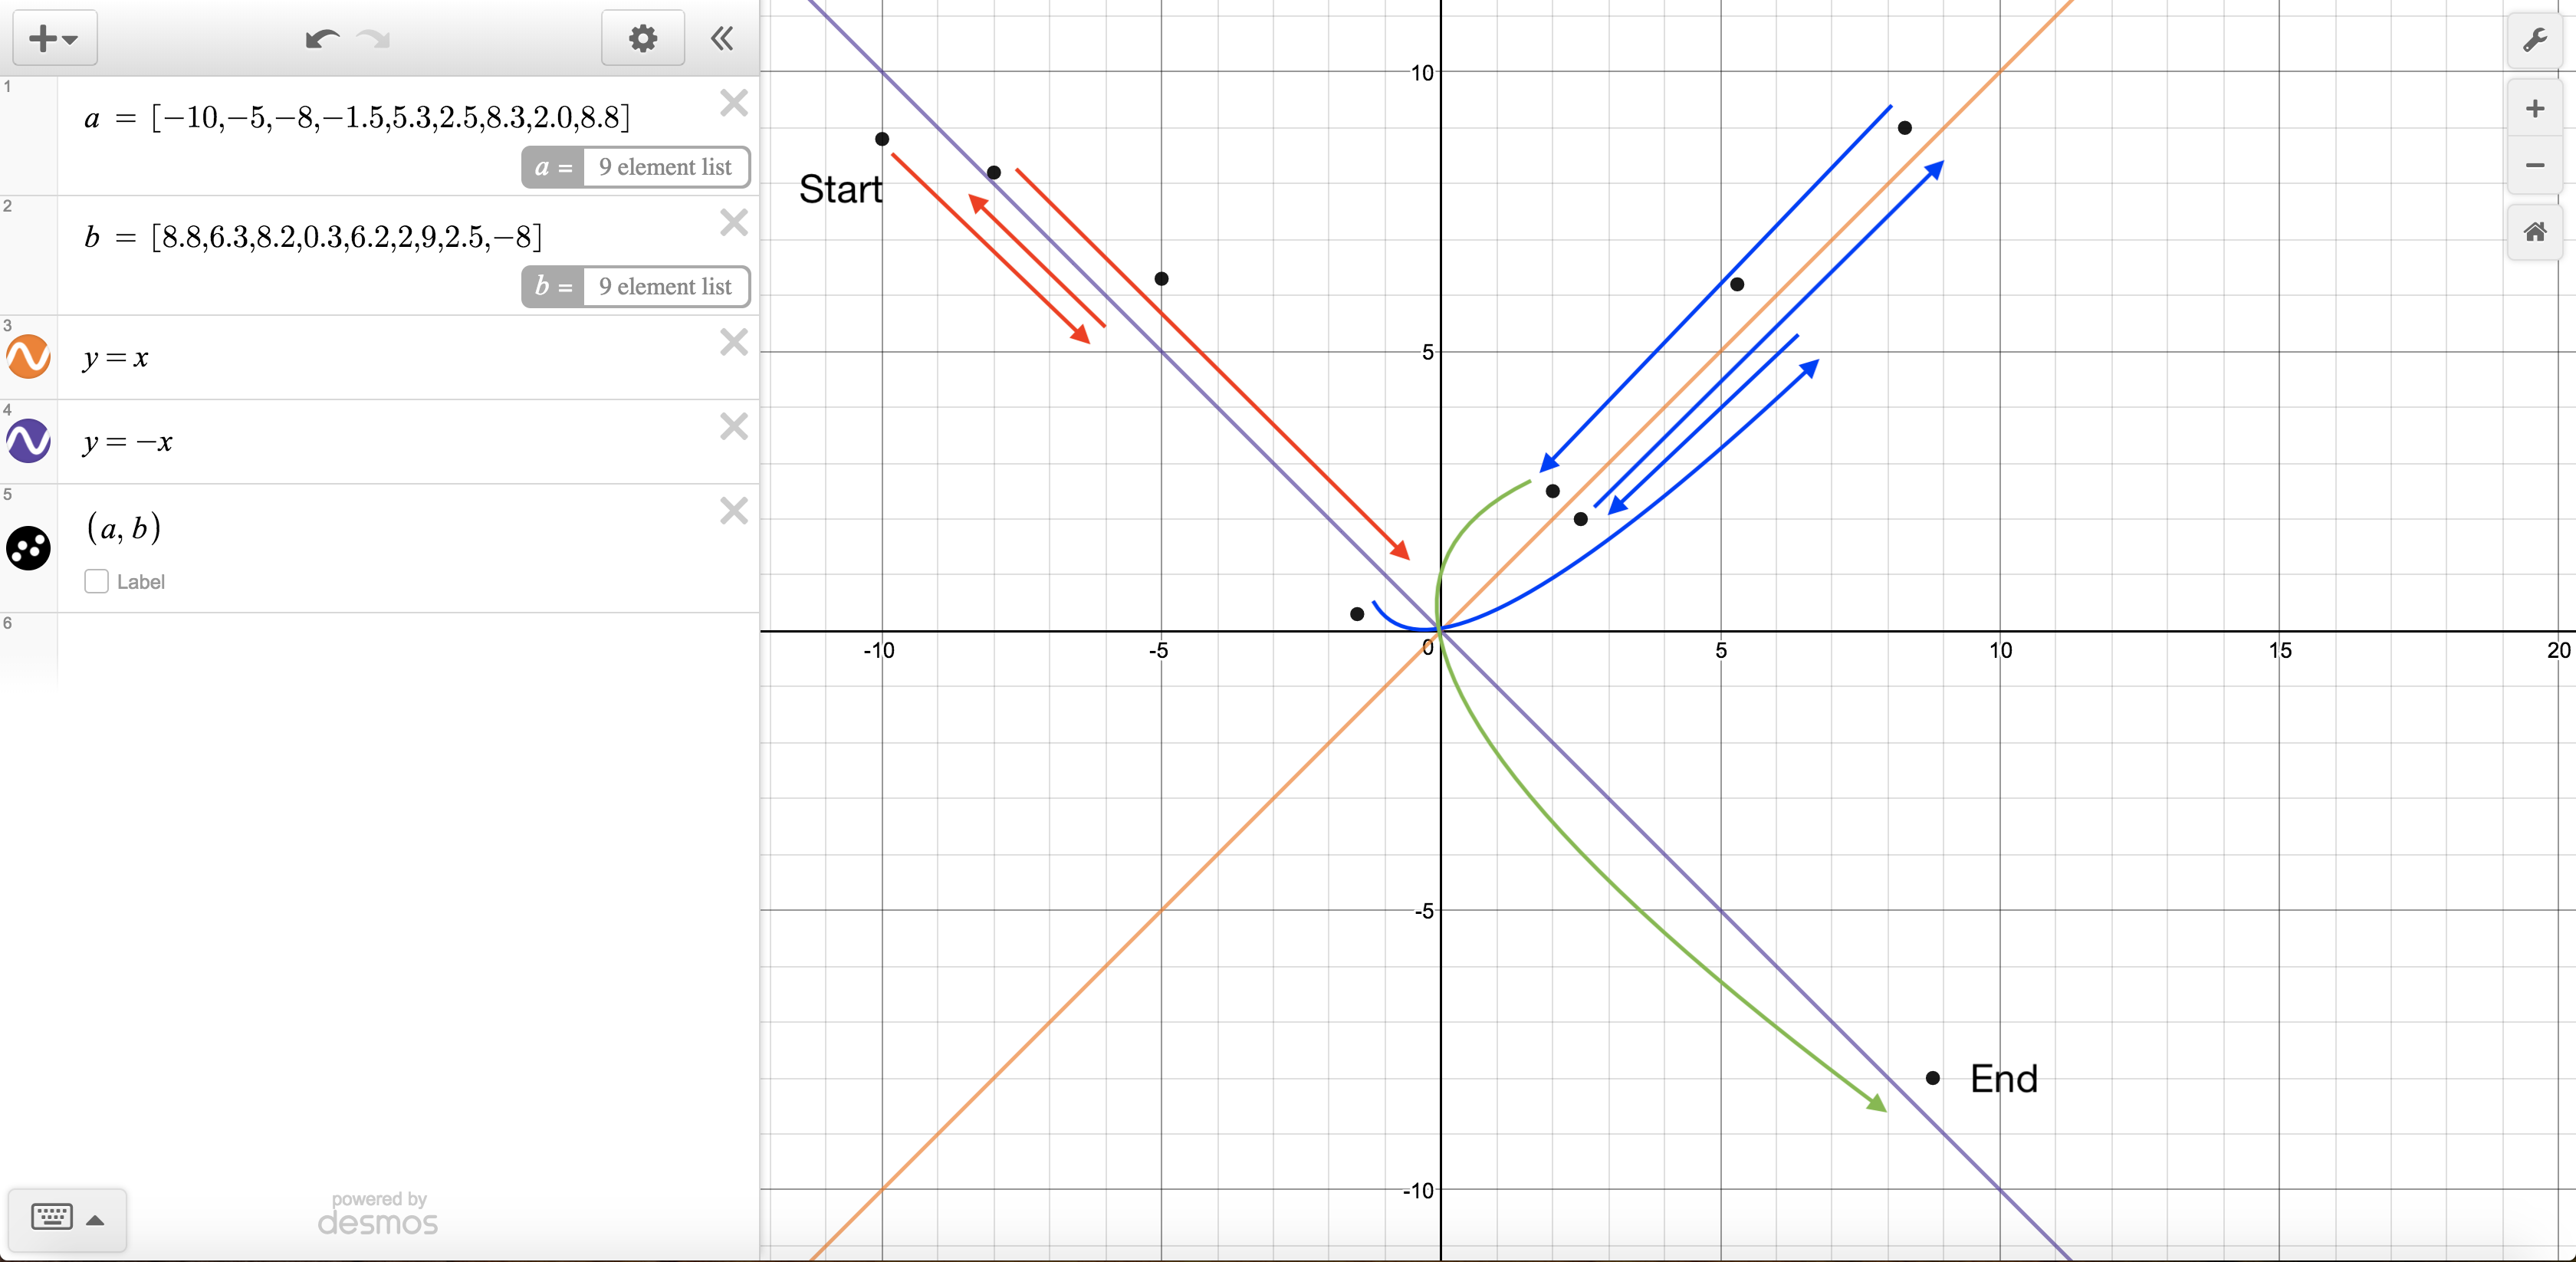 1
a = [−10,−5,−8,−1.5,5.3,2.5,8.3,2.0,8.8]
a = 9 element list
2
b = [8.8,6.3,8.2,0.3,6.2,2,9,2.5,−8]
b = 9 element list
3
y = x
4
y = −x
5
(a, b)
Label
6
powered by
desmos
10
Start
5
-10 -5 0 5 10 15 20
-5
End
-10